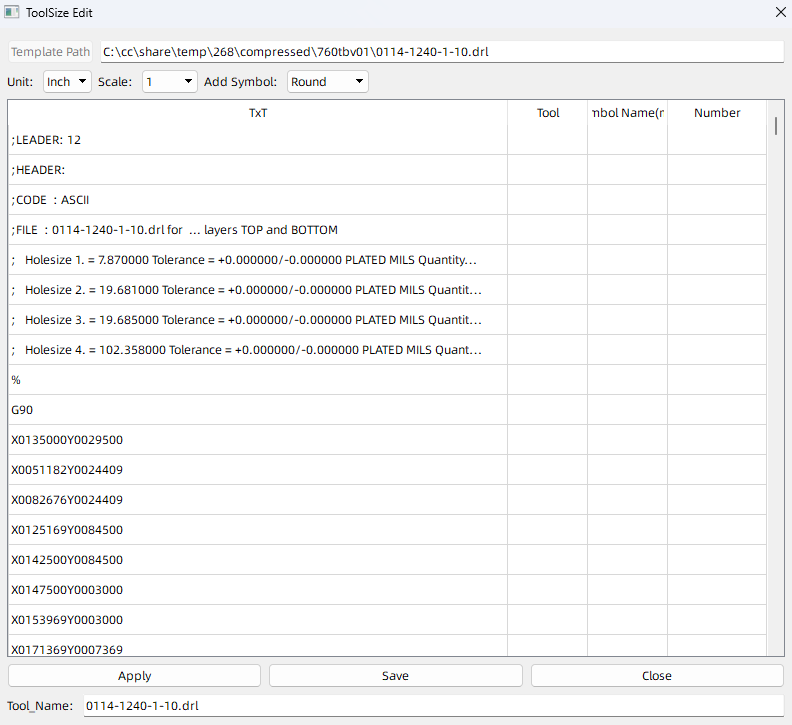 ToolSize Edit
Template Path C:\cc\share\temp\268\compressed\760tbv01\0114-1240-1-10.drl
Unit: Inch Scale: 1 Add Symbol: Round
TxT Tool mbol Name(r Number
;LEADER: 12
;HEADER:
;CODE : ASCII
;FILE : 0114-1240-1-10.drl for ... layers TOP and BOTTOM
; Holesize 1. = 7.870000 Tolerance = +0.000000/-0.000000 PLATED MILS Quantity...
; Holesize 2. = 19.681000 Tolerance = +0.000000/-0.000000 PLATED MILS Quantit...
; Holesize 3. = 19.685000 Tolerance = +0.000000/-0.000000 PLATED MILS Quantit...
; Holesize 4. = 102.358000 Tolerance = +0.000000/-0.000000 PLATED MILS Quant...
%
G90
X0135000Y0029500
X0051182Y0024409
X0082676Y0024409
X0125169Y0084500
X0142500Y0084500
X0147500Y0003000
X0153969Y0003000
X0171369Y0007369
Apply Save Close
Tool_Name: 0114-1240-1-10.drl